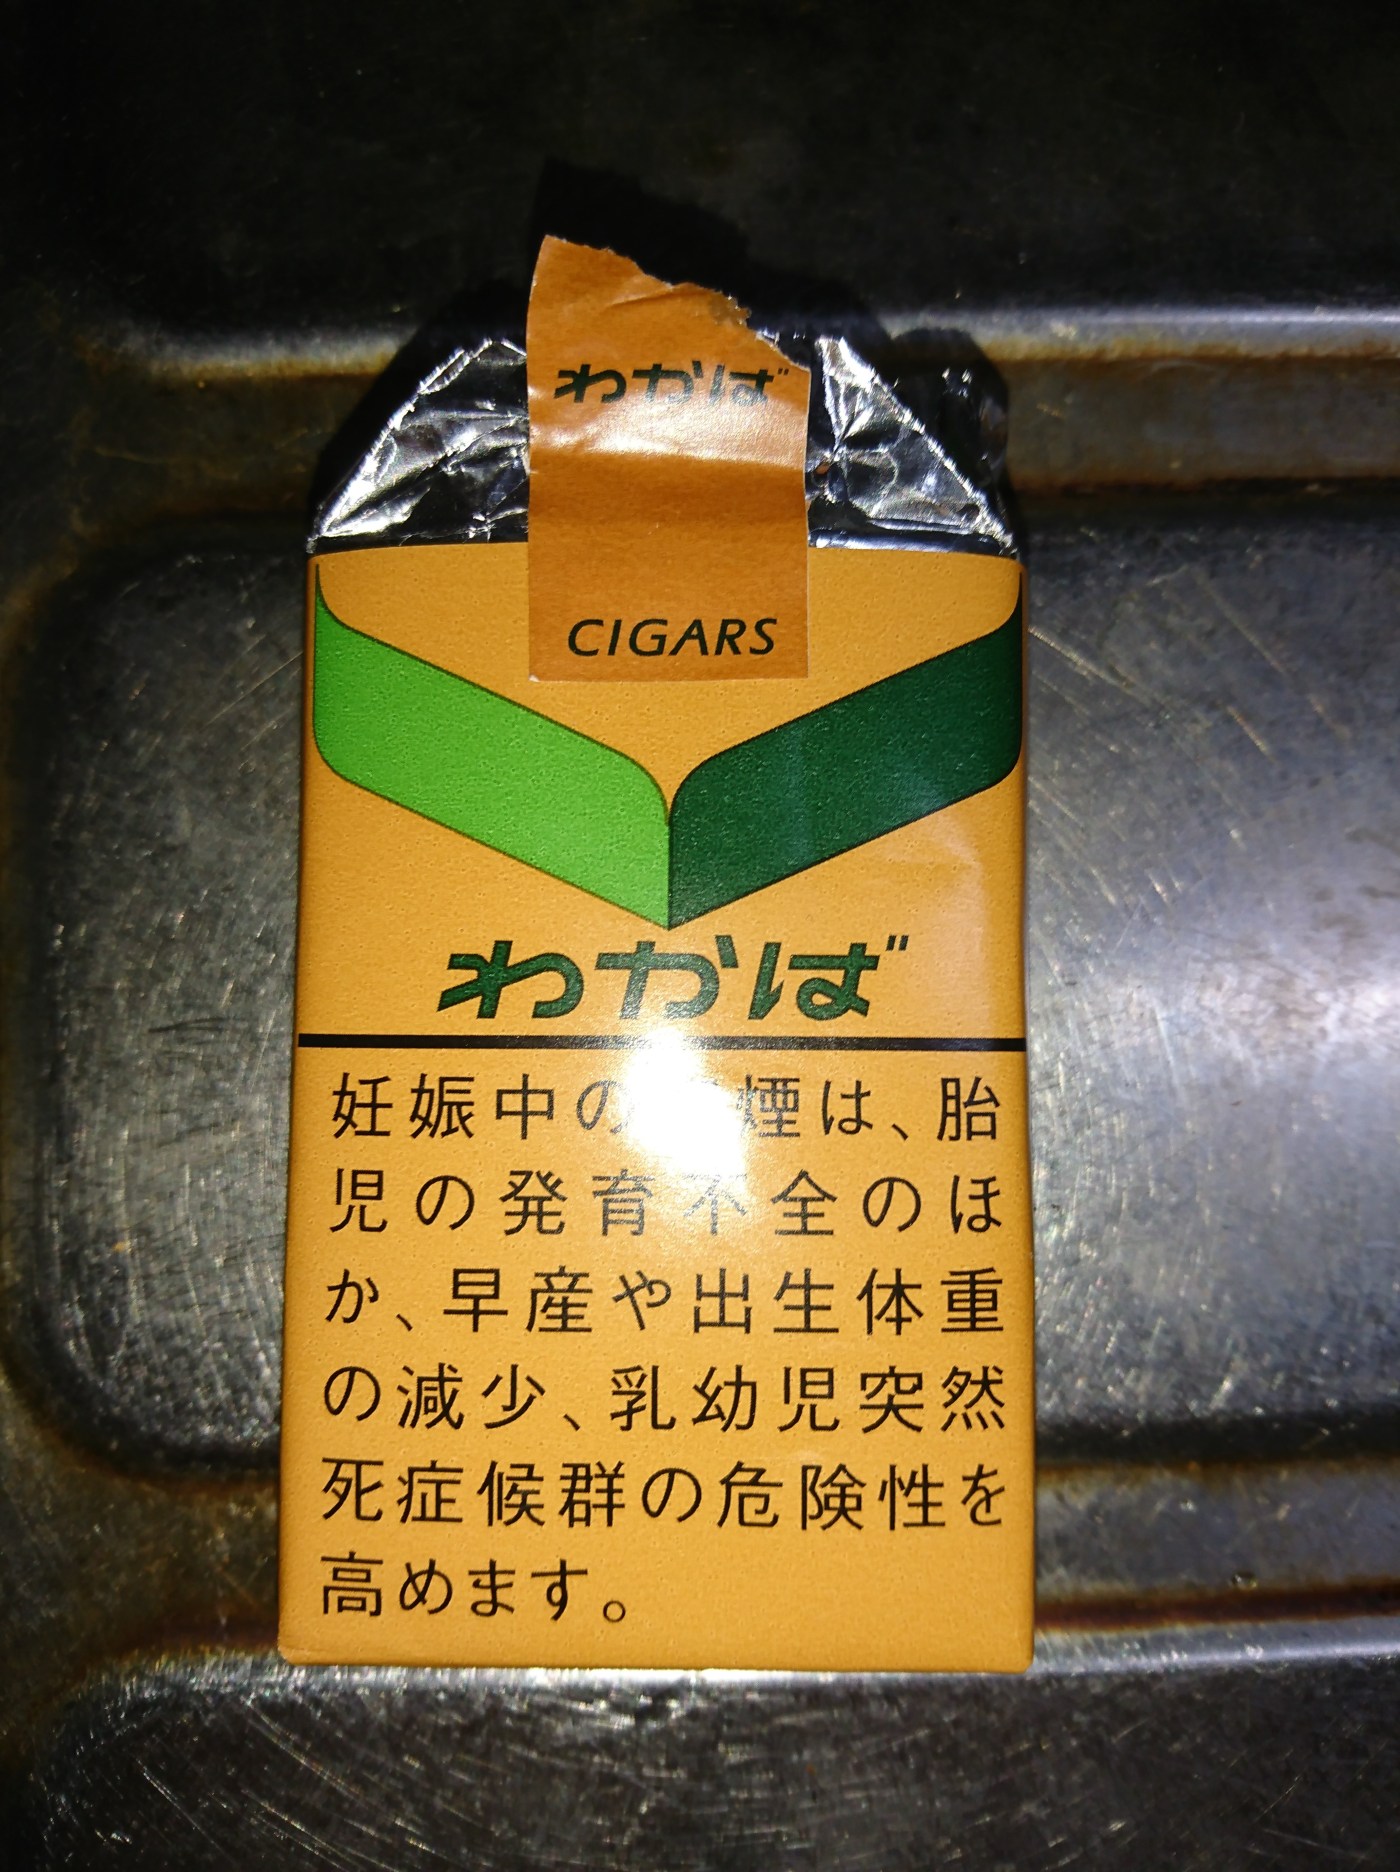 わかば
CIGARS
わかば
妊娠中の煙は、胎
児の発育不全のほ
か、早産や出生体重
の減少、乳幼児突然
死症候群の危険性を
高めます。